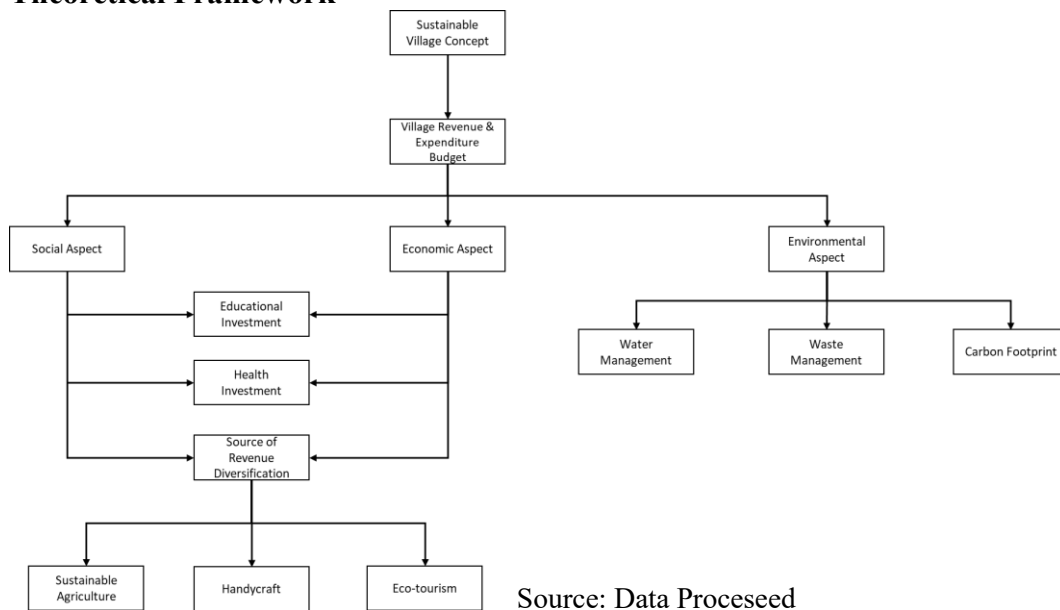 Theoretical Framework
Sustainable
Village Concept
Village Revenue &
Expenditure
Budget
Social Aspect
Economic Aspect
Environmental
Aspect
Educational
Investment
Water
Management
Waste
Management
Carbon Footprint
Health
Investment
Source of
Revenue
Diversification
Sustainable
Agriculture
Handycraft
Eco-tourism
Source: Data Proceseed